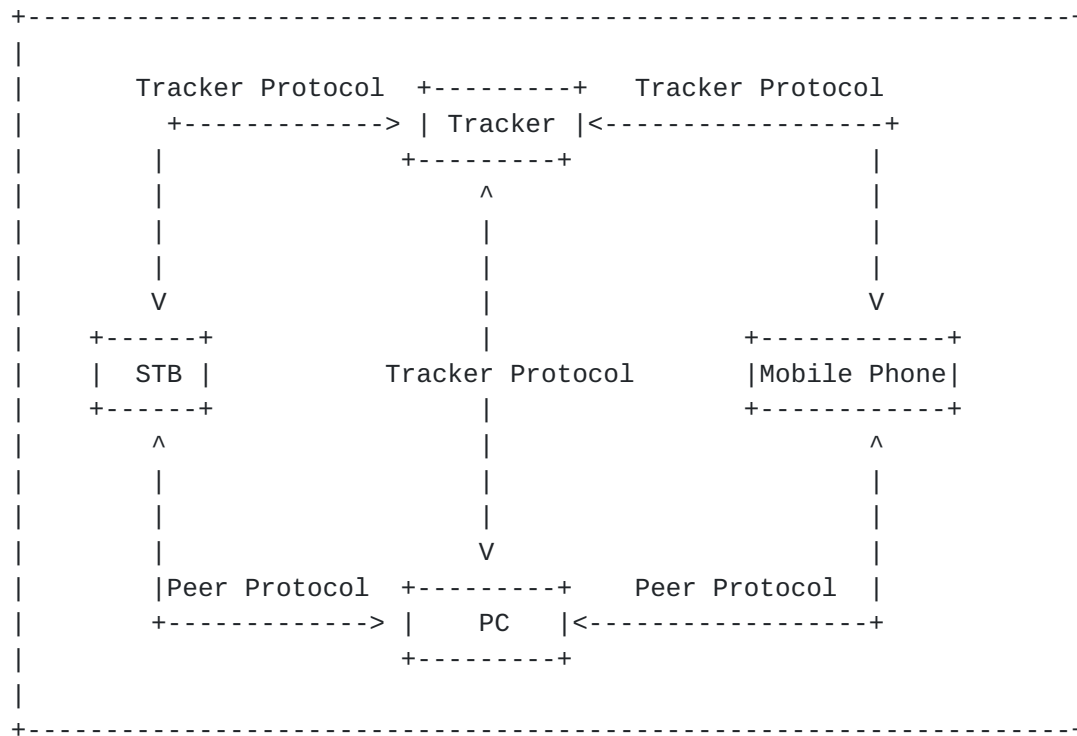 Tracker Protocol Tracker Protocol
Tracker
STB Tracker Protocol Mobile Phone
Peer Protocol Peer Protocol
PC